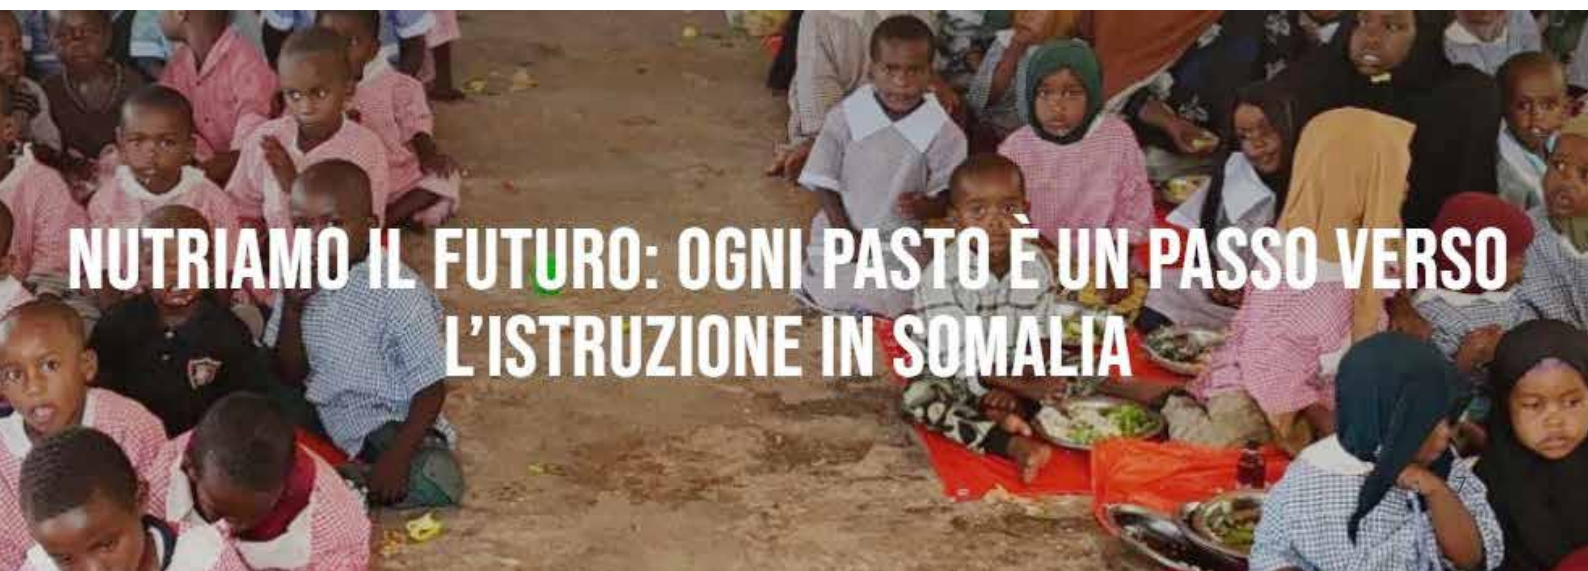 NUTRIAMO IL FUTURO: OGNI PASTO È UN PASSO VERSO
L'ISTRUZIONE IN SOMALIA